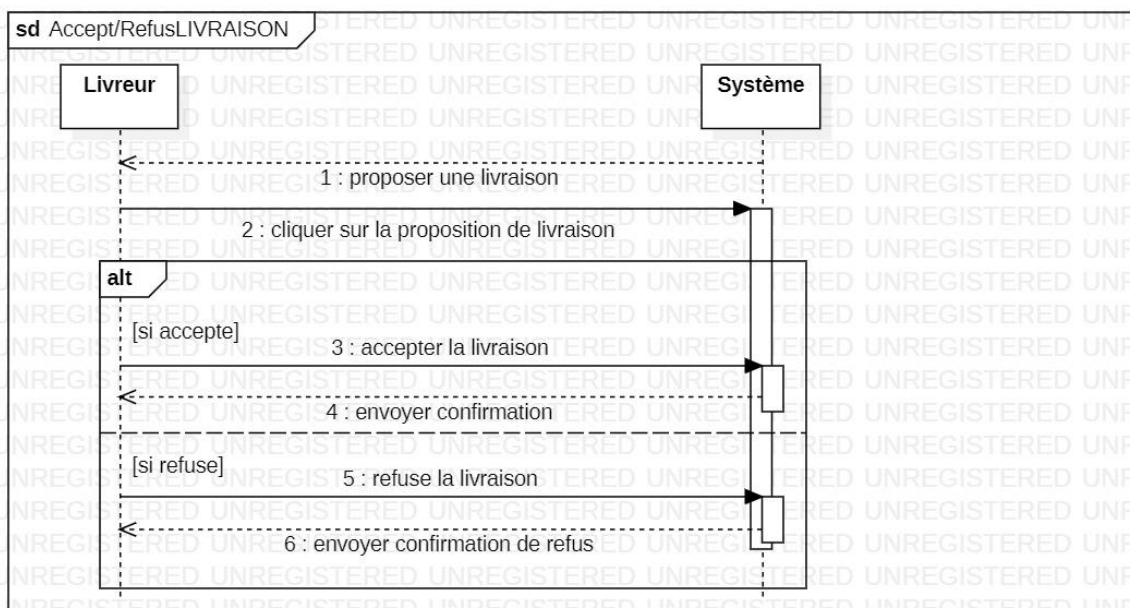 sd Accept/RefusLIVRAISON
Livreur
Système
1 : proposer une livraison
2 : cliquer sur la proposition de livraison
alt
[si accepte]
3 : accepter la livraison
4 : envoyer confirmation
[si refuse]
5 : refuse la livraison
6 : envoyer confirmation de refus
UNREGISTERED